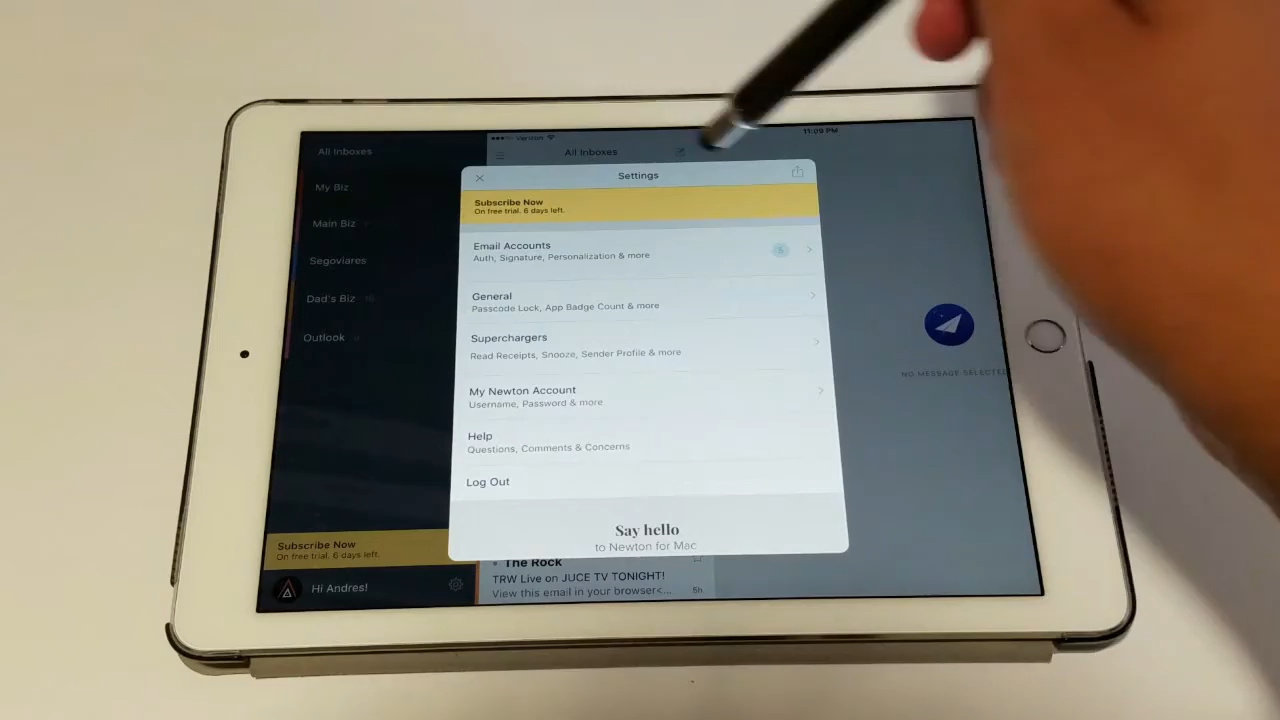 Verizon
11:09 PM
All Inboxes
My Biz
Main Biz
Segoviares
Dad's Biz 16
Outlook
Subscribe Now
On free trial. 6 days left.
Hi Andres!
All Inboxes
Settings
Subscribe Now
On free trial. 6 days left.
Email Accounts
Auth, Signature, Personalization & more
5
General
Passcode Lock, App Badge Count & more
Superchargers
Read Receipts, Snooze, Sender Profile & more
My Newton Account
Username, Password & more
Help
Questions, Comments & Concerns
Log Out
Say hello
to Newton for Mac
The Rock
TRW Live on JUCE TV TONIGHT!
View this email in your browser<...
5h
NO MESSAGE SELECTED